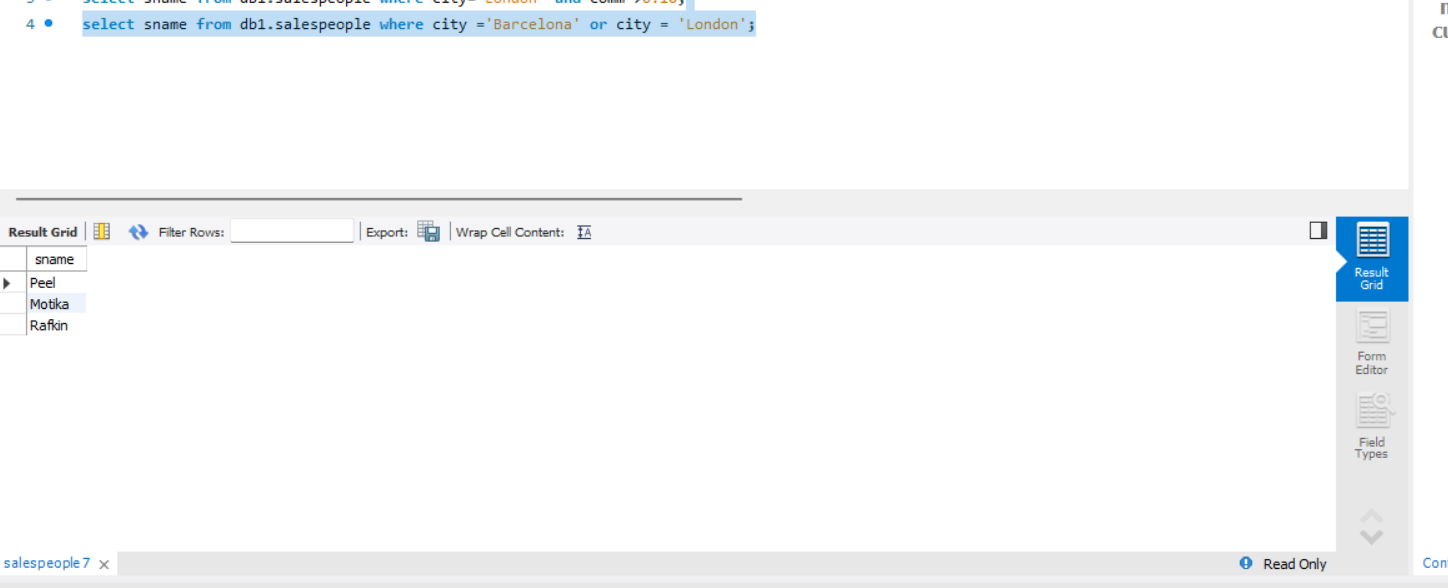 select sname from db1.salespeople where city ='Barcelona' or city = 'London';
4
Result Grid Filter Rows: Export: Wrap Cell Content:
sname
Peel
Motika
Rafkin
Result
Grid
Form
Editor
Field
Types
salespeople 7
Read Only